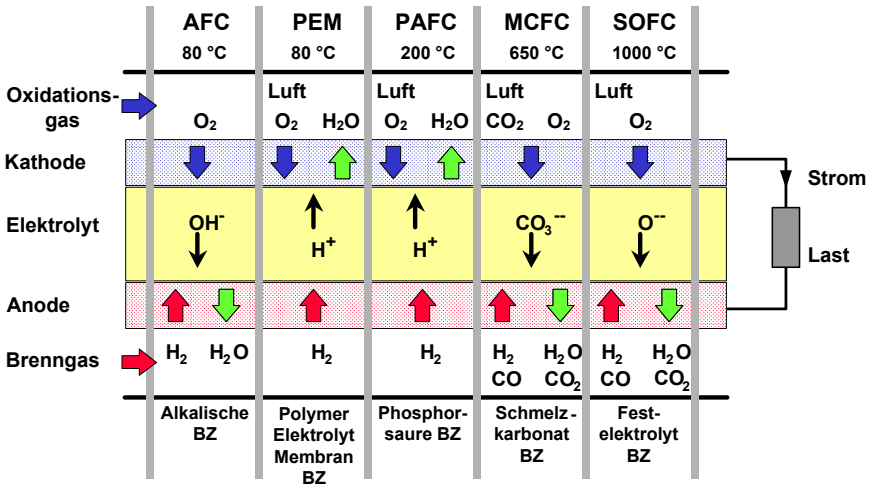 AFC PEM PAFC MCFC SOFC
80 °C 80 °C 200 °C 650 °C 1000 °C
Oxidations-
gas
Luft Luft Luft Luft
O₂ O₂ H₂O O₂ H₂O CO₂ O₂ O₂
Kathode
Strom
Elektrolyt
OH⁻ H⁺ H⁺ CO₃⁻⁻ O⁻⁻
Last
Anode
Brenngas
H₂ H₂O H₂ H₂ H₂ H₂O H₂ H₂O
CO CO₂ CO CO₂
Alkalische
BZ
Polymer
Elektrolyt
Membran
BZ
Phosphor-
saure BZ
Schmelz-
karbonat
BZ
Fest-
elektrolyt
BZ